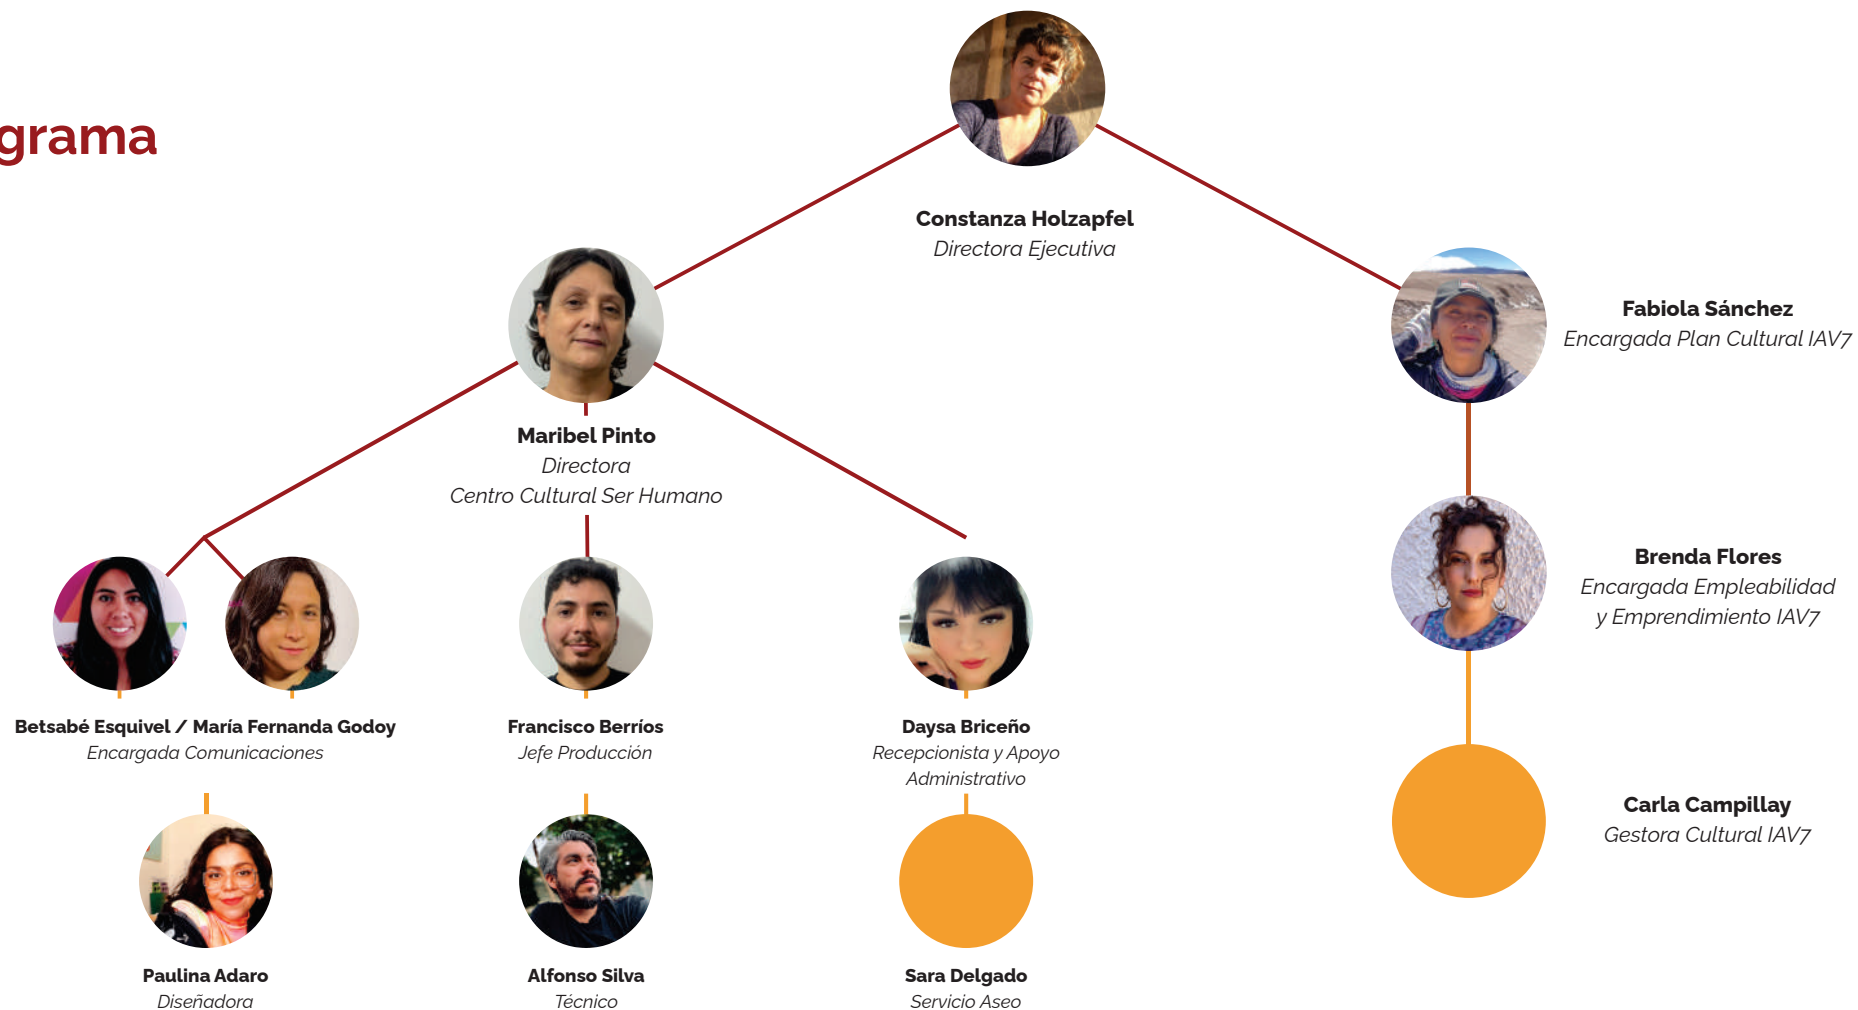 grama
Constanza Holzapfel
Directora Ejecutiva
Fabiola Sánchez
Encargada Plan Cultural IAV7
Maribel Pinto
Directora
Centro Cultural Ser Humano
Brenda Flores
Encargada Empleabilidad
y Emprendimiento IAV7
Betsabé Esquivel / María Fernanda Godoy
Encargada Comunicaciones
Francisco Berríos
Jefe Producción
Daysa Briceño
Recepcionista y Apoyo
Administrativo
Carla Campillay
Gestora Cultural IAV7
Paulina Adaro
Diseñadora
Alfonso Silva
Técnico
Sara Delgado
Servicio Aseo